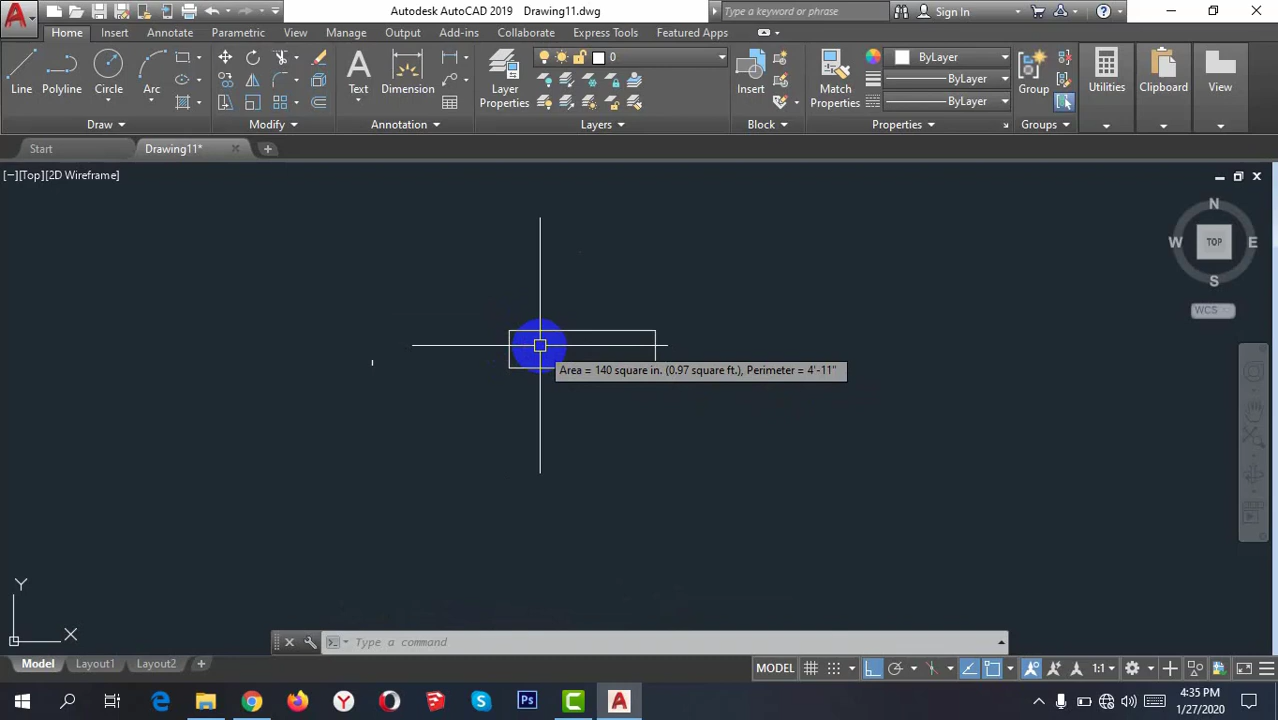 Autodesk AutoCAD 2019 Drawing11.dwg
Type a keyword or phrase
Sign In
Home Insert Annotate Parametric View Manage Output Add-ins Collaborate Express Tools Featured Apps
0
ByLayer
ByLayer
ByLayer
Line Polyline Circle Arc
Text Dimension
Layer Properties
Insert
Match Properties
Group
Utilities
Clipboard
View
Draw Modify Annotation Layers Block Properties Groups
Start Drawing11*
[−][Top][2D Wireframe]
N
W TOP E
S
WCS
Area = 140 square in. (0.97 square ft.), Perimeter = 4'-11"
Y
X
Type a command
Model Layout1 Layout2
MODEL
1:1
Ps
4:35 PM
1/27/2020